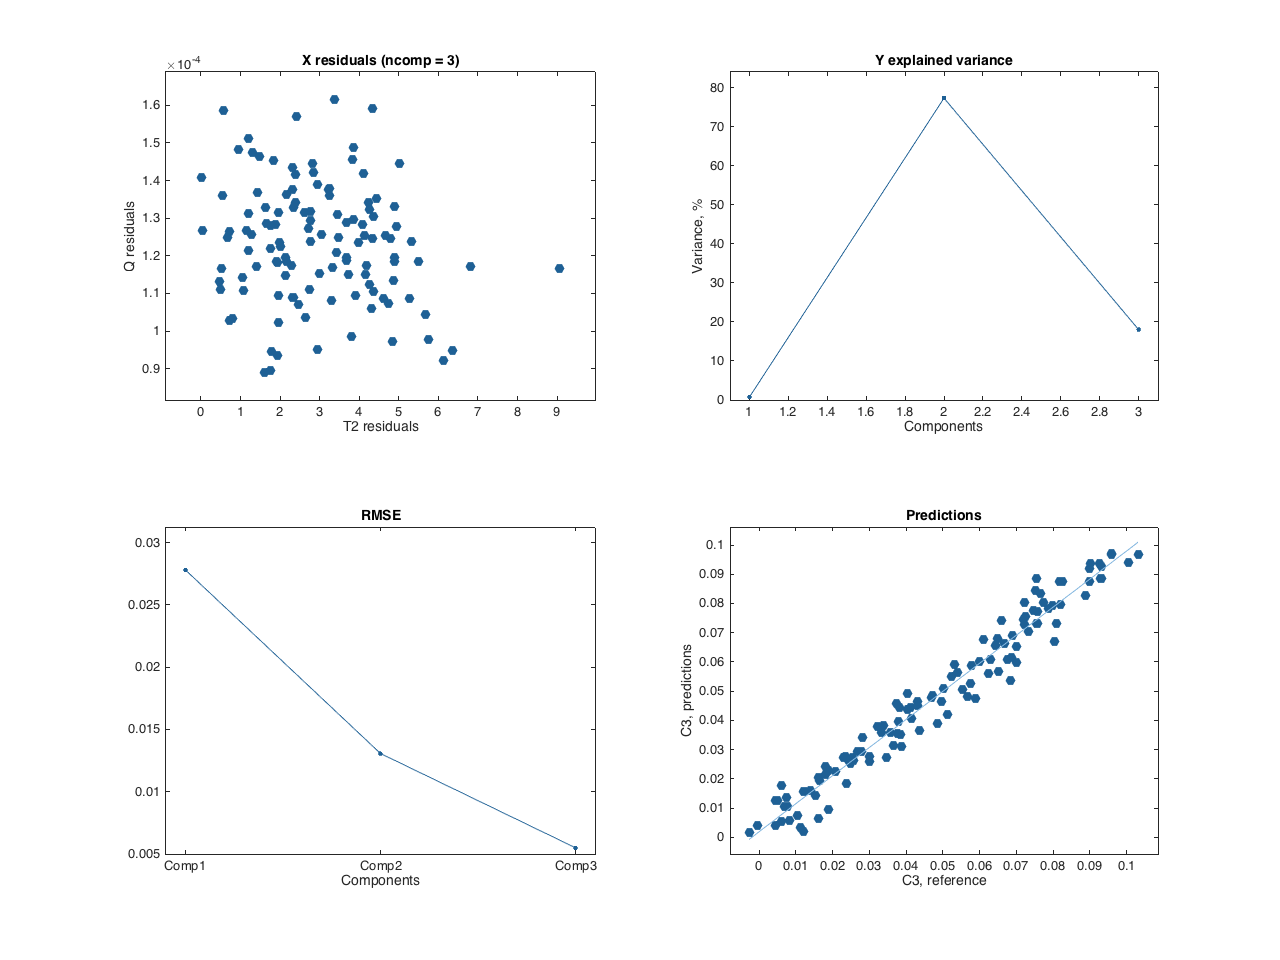 X residuals (ncomp = 3)
×10⁻⁴
1.6
1.5
1.4
1.3
1.2
1.1
1
0.9
Q residuals
0 1 2 3 4 5 6 7 8 9
T2 residuals
Y explained variance
80
70
60
50
40
30
20
10
0
Variance, %
1 1.2 1.4 1.6 1.8 2 2.2 2.4 2.6 2.8 3
Components
RMSE
0.03
0.025
0.02
0.015
0.01
0.005
Comp1 Comp2 Comp3
Components
Predictions
0.1
0.09
0.08
0.07
0.06
0.05
0.04
0.03
0.02
0.01
0
C3, predictions
0 0.01 0.02 0.03 0.04 0.05 0.06 0.07 0.08 0.09 0.1
C3, reference